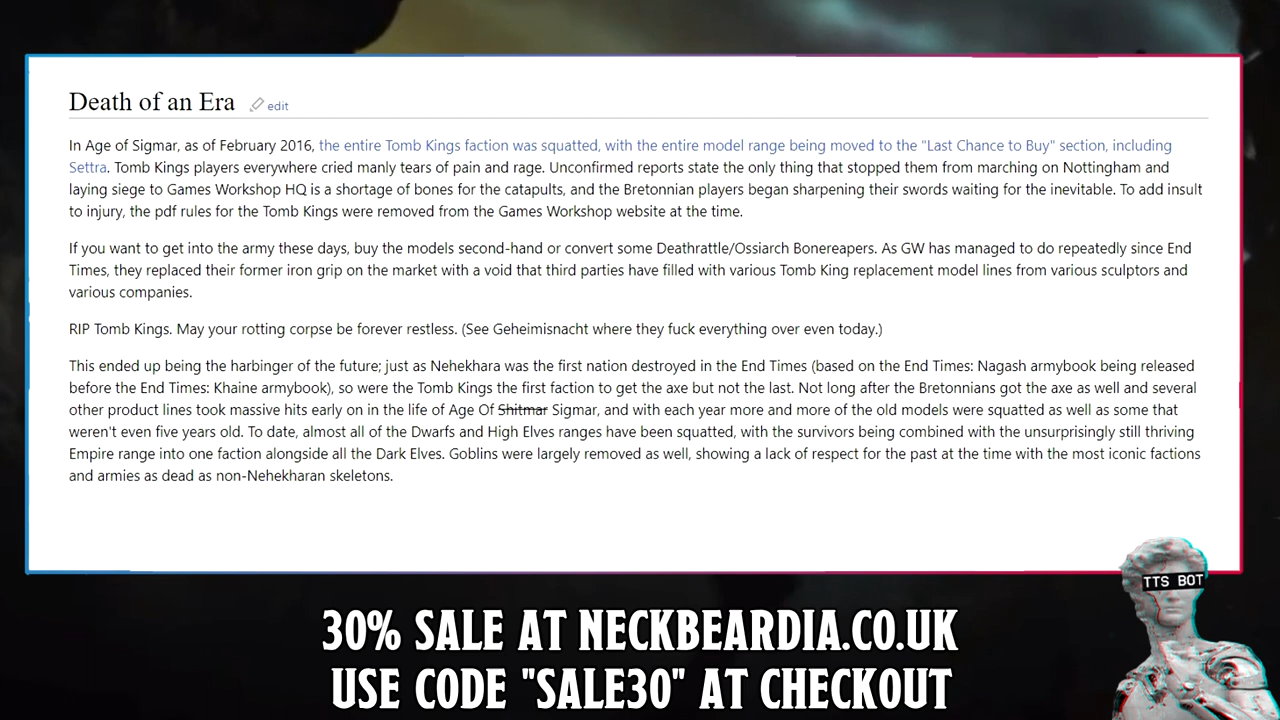 Death of an Era edit
In Age of Sigmar, as of February 2016, the entire Tomb Kings faction was squatted, with the entire model range being moved to the "Last Chance to Buy" section, including
Settra. Tomb Kings players everywhere cried manly tears of pain and rage. Unconfirmed reports state the only thing that stopped them from marching on Nottingham and
laying siege to Games Workshop HQ is a shortage of bones for the catapults, and the Bretonnian players began sharpening their swords waiting for the inevitable. To add insult
to injury, the pdf rules for the Tomb Kings were removed from the Games Workshop website at the time.
If you want to get into the army these days, buy the models second-hand or convert some Deathrattle/Ossiarch Bonereapers. As GW has managed to do repeatedly since End
Times, they replaced their former iron grip on the market with a void that third parties have filled with various Tomb King replacement model lines from various sculptors and
various companies.
RIP Tomb Kings. May your rotting corpse be forever restless. (See Geheimisnacht where they fuck everything over even today.)
This ended up being the harbinger of the future; just as Nehekhara was the first nation destroyed in the End Times (based on the End Times: Nagash armybook being released
before the End Times: Khaine armybook), so were the Tomb Kings the first faction to get the axe but not the last. Not long after the Bretonnians got the axe as well and several
other product lines took massive hits early on in the life of Age Of Shitmar Sigmar, and with each year more and more of the old models were squatted as well as some that
weren't even five years old. To date, almost all of the Dwarfs and High Elves ranges have been squatted, with the survivors being combined with the unsurprisingly still thriving
Empire range into one faction alongside all the Dark Elves. Goblins were largely removed as well, showing a lack of respect for the past at the time with the most iconic factions
and armies as dead as non-Nehekharan skeletons.
TTS BOT
30% SALE AT NECKBEARDIA.CO.UK
USE CODE "SALE30" AT CHECKOUT